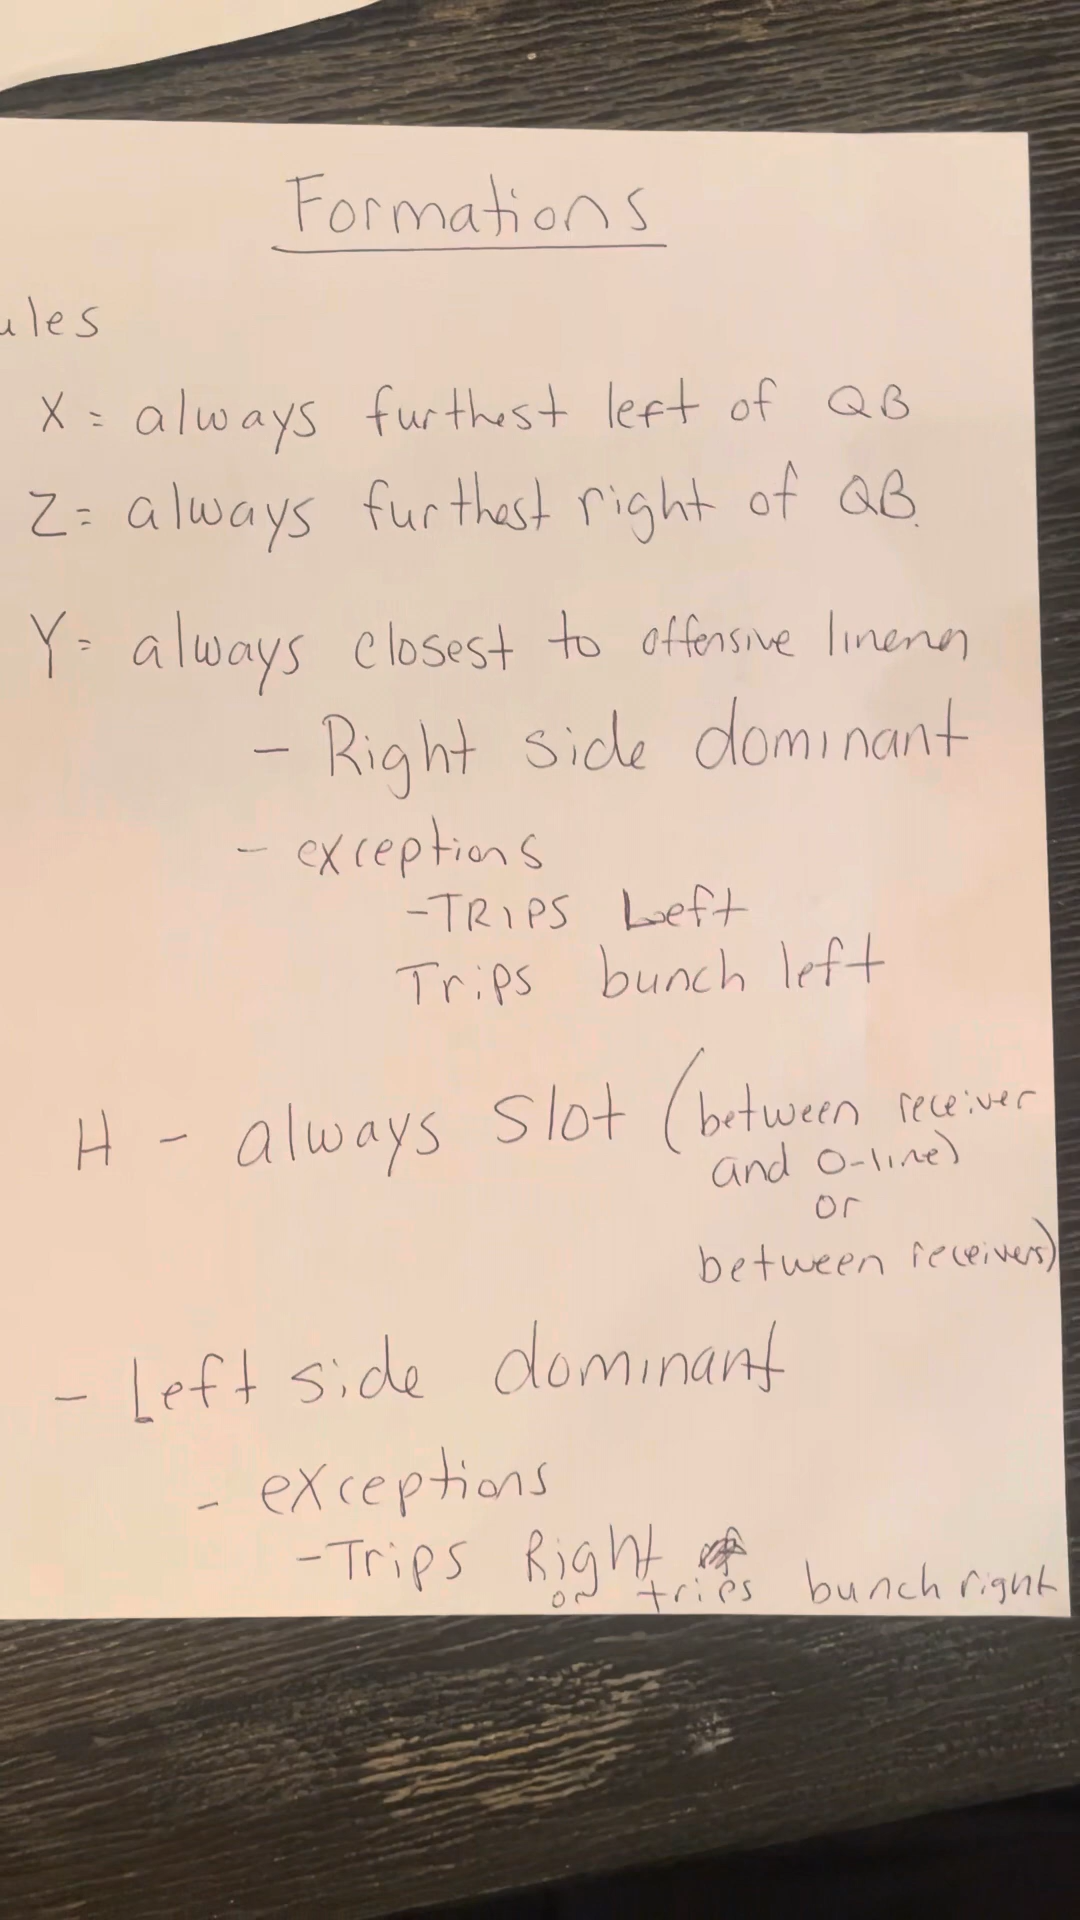 Formations
ules
X = always furthest left of QB
Z = always furthest right of QB.
Y = always closest to offensive lineman
- Right side dominant
- exceptions
- TRIPS Left
Trips bunch left
H - always Slot (between receiver
and O-line)
or
between receivers)
- Left side dominant
- exceptions
- Trips Right
or trips bunch right